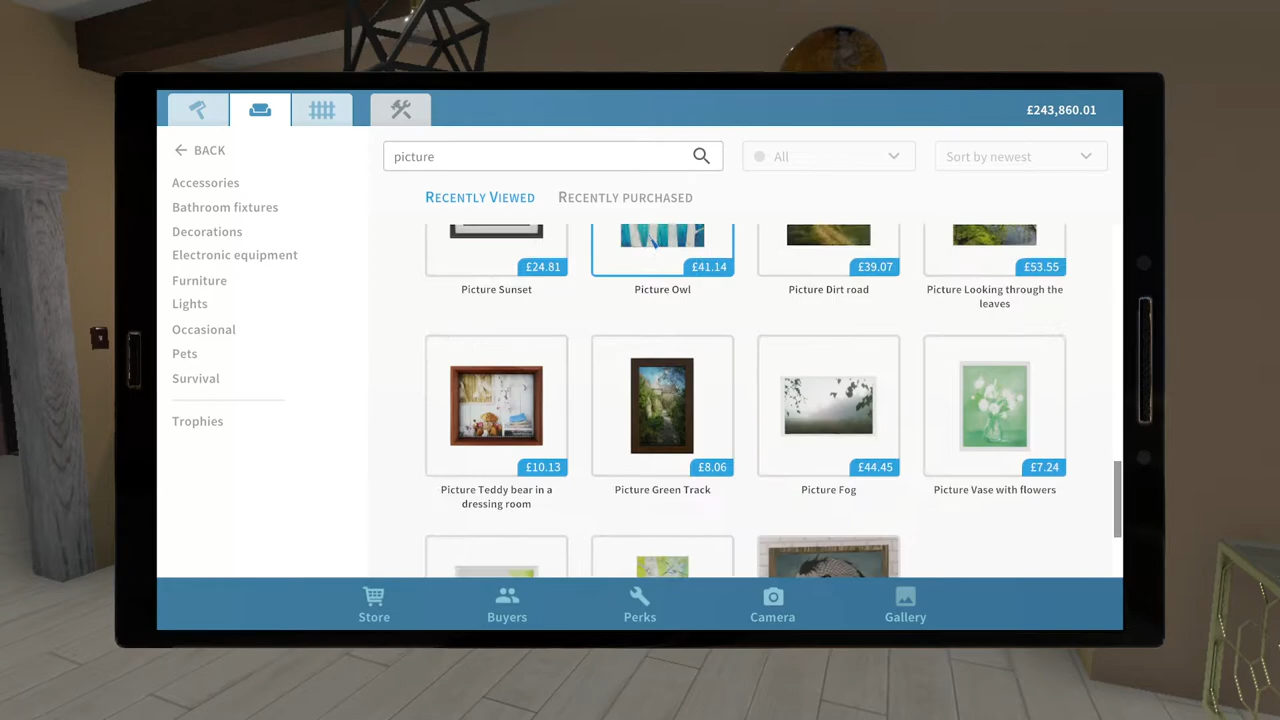 £243,860.01
BACK
picture
All
Sort by newest
Accessories
RECENTLY VIEWED
RECENTLY PURCHASED
Bathroom fixtures
Decorations
Electronic equipment
Furniture
Lights
Occasional
Pets
Survival
Trophies
£24.81
£41.14
£39.07
£53.55
Picture Sunset
Picture Owl
Picture Dirt road
Picture Looking through the
leaves
£10.13
£8.06
£44.45
£7.24
Picture Teddy bear in a
dressing room
Picture Green Track
Picture Fog
Picture Vase with flowers
Store
Buyers
Perks
Camera
Gallery